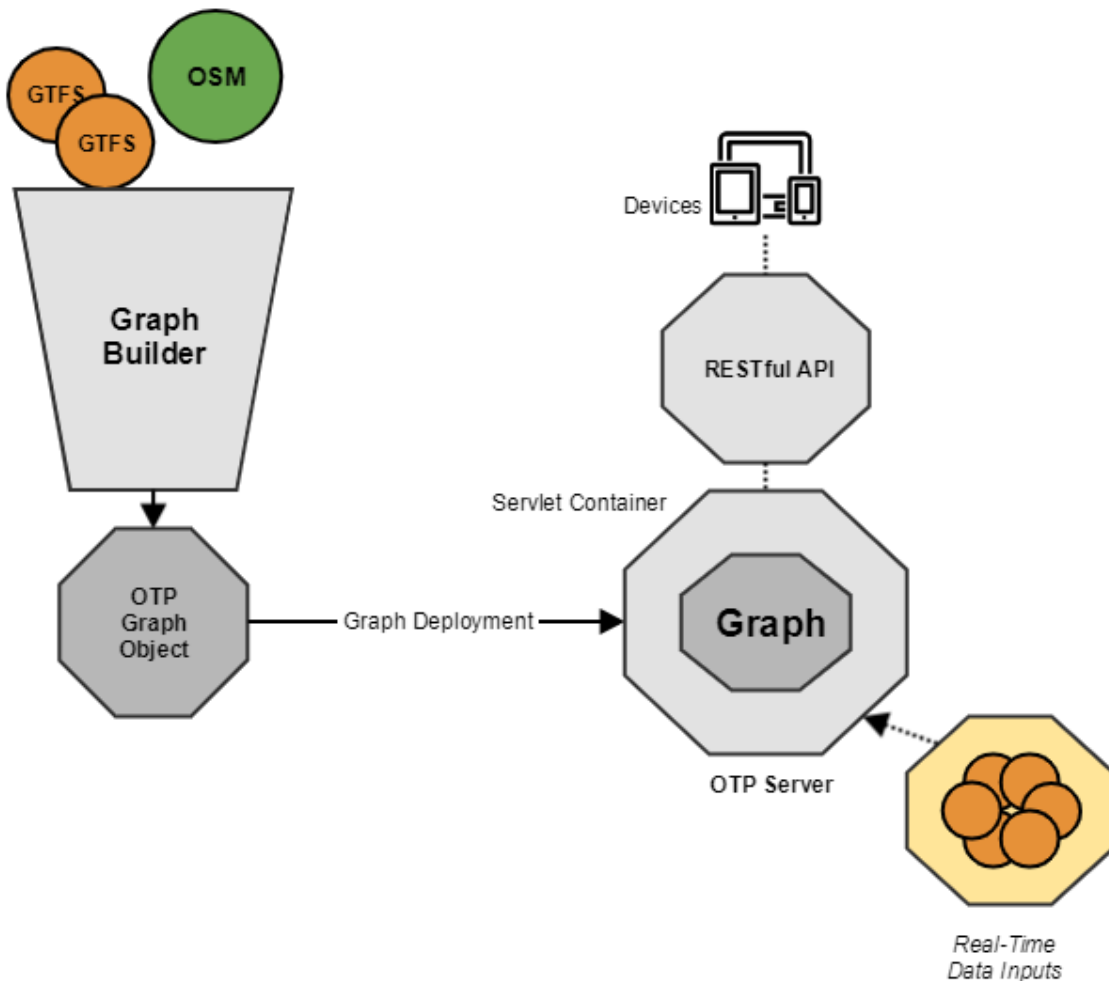 OSM
GTFS
GTFS
Graph
Builder
Devices
RESTful API
Servlet Container
OTP
Graph
Object
Graph Deployment
Graph
OTP Server
Real-Time
Data Inputs